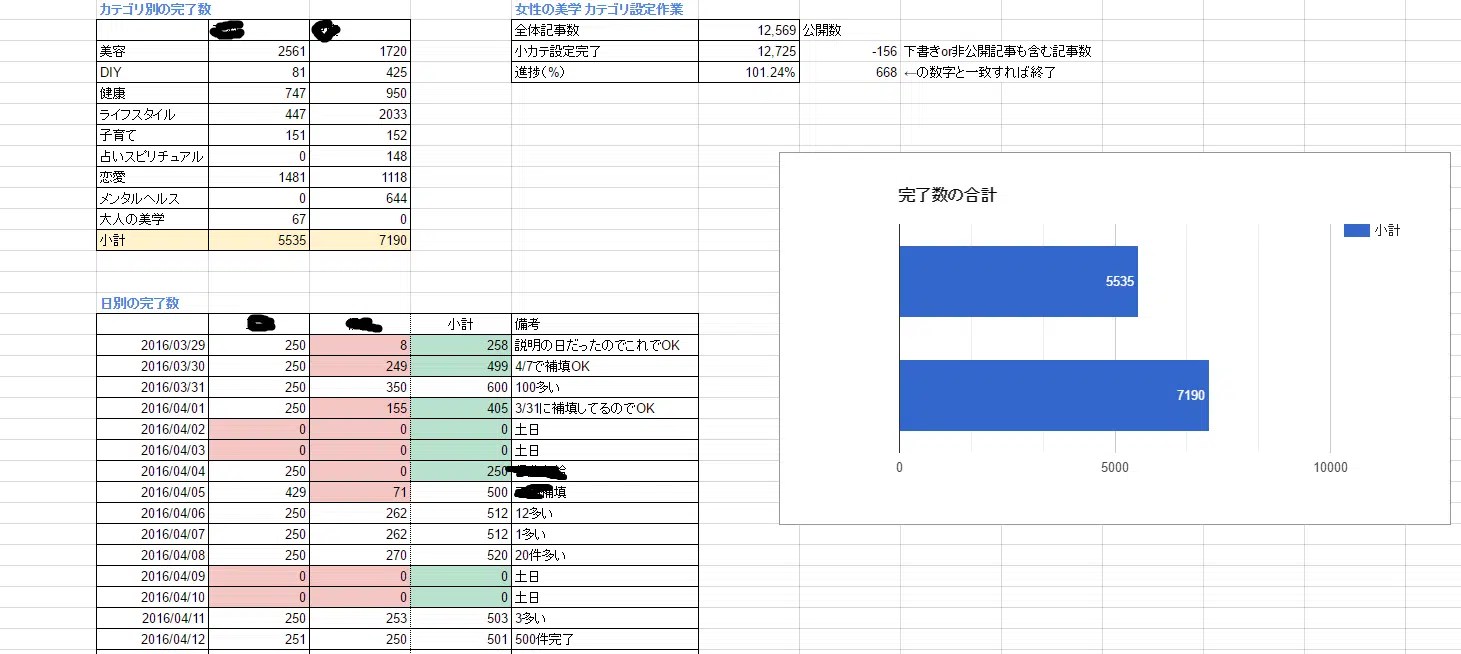 カテゴリ別の完了数
美容 2561 1720
DIY 81 425
健康 747 950
ライフスタイル 447 2033
子育て 151 152
占いスピリチュアル 0 148
恋愛 1481 1118
メンタルヘルス 0 644
大人の美学 67 0
小計 5535 7190
女性の美学 カテゴリ設定作業
全体記事数 12,569 公開数
小カテ設定完了 12,725 -156 下書きor非公開記事も含む記事数
進捗(%) 101.24% 668 ←の数字と一致すれば終了
日別の完了数
小計 備考
2016/03/29 250 8 258 説明の日だったのでこれでOK
2016/03/30 250 249 499 4/7で補填OK
2016/03/31 250 350 600 100多い
2016/04/01 250 155 405 3/31に補填してるのでOK
2016/04/02 0 0 0 土日
2016/04/03 0 0 0 土日
2016/04/04 250 0 250
2016/04/05 429 71 500 補填
2016/04/06 250 262 512 12多い
2016/04/07 250 262 512 1多い
2016/04/08 250 270 520 20件多い
2016/04/09 0 0 0 土日
2016/04/10 0 0 0 土日
2016/04/11 250 253 503 3多い
2016/04/12 251 250 501 500件完了
完了数の合計
小計
5535
7190
0 5000 10000